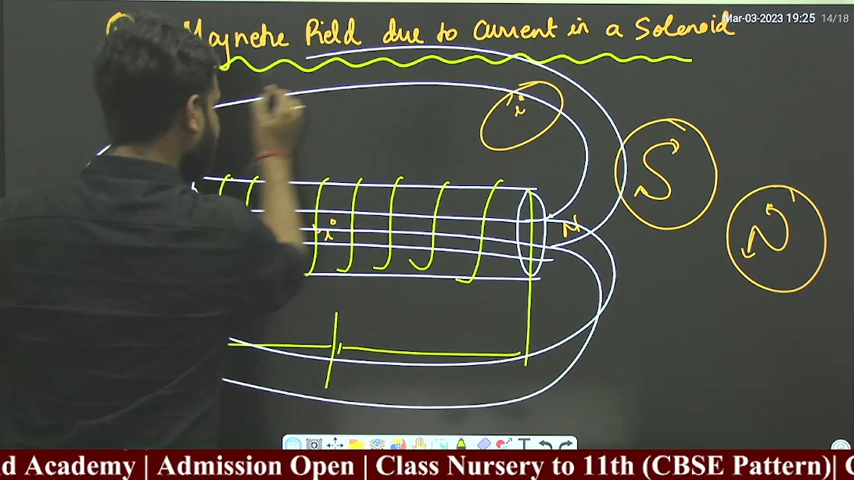 Mar-03-2023 19:25 14/18
Magnetic Field due to Current in a Solenoid
i
S
N
i
N
d Academy | Admission Open | Class Nursery to 11th (CBSE Pattern) | C